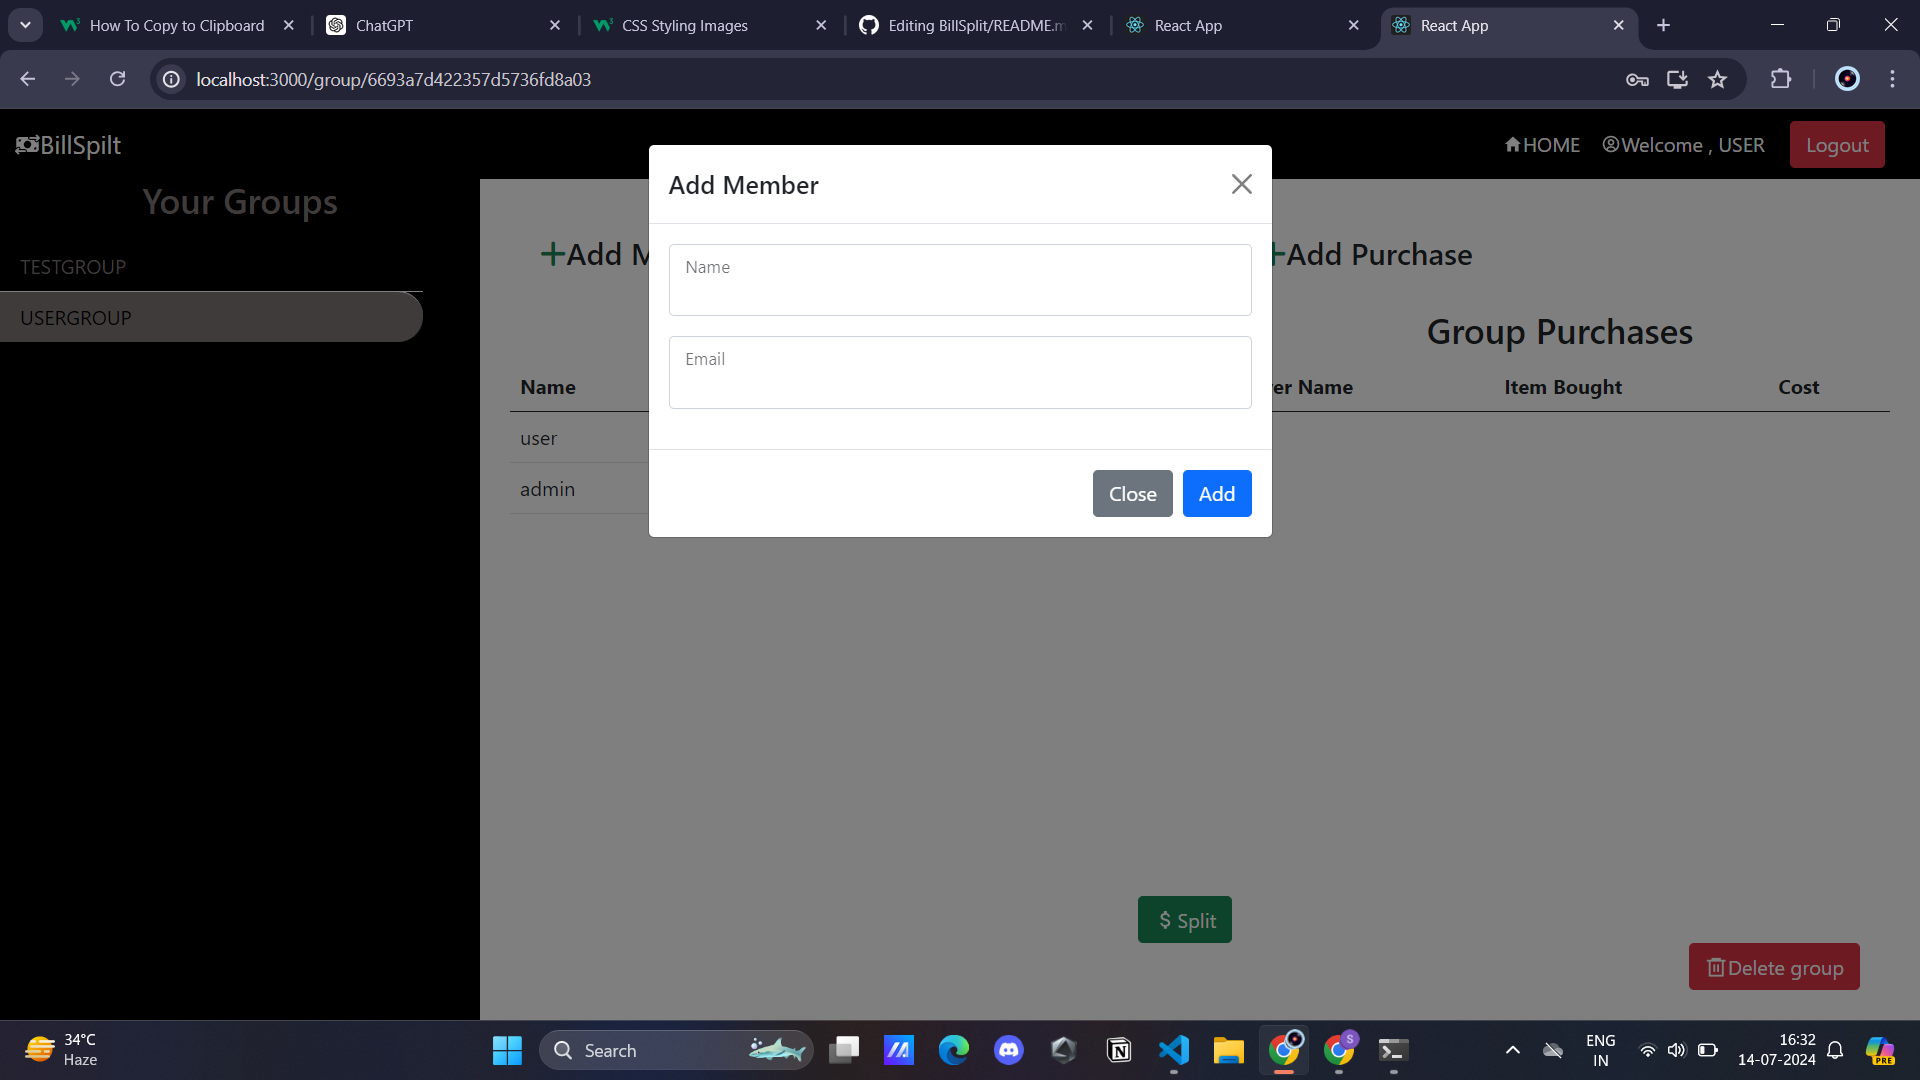 How To Copy to Clipboard
ChatGPT
CSS Styling Images
Editing BillSplit/README.m
React App
React App
localhost:3000/group/6693a7d422357d5736fd8a03
BillSpilt
HOME
Welcome , USER
Logout
Your Groups
TESTGROUP
USERGROUP
Add M
Add Purchase
Group Purchases
Name
er Name
Item Bought
Cost
user
admin
Add Member
Name
Email
Close
Add
$ Split
Delete group
34°C
Haze
Search
S
ENG
IN
16:32
14-07-2024
PRE